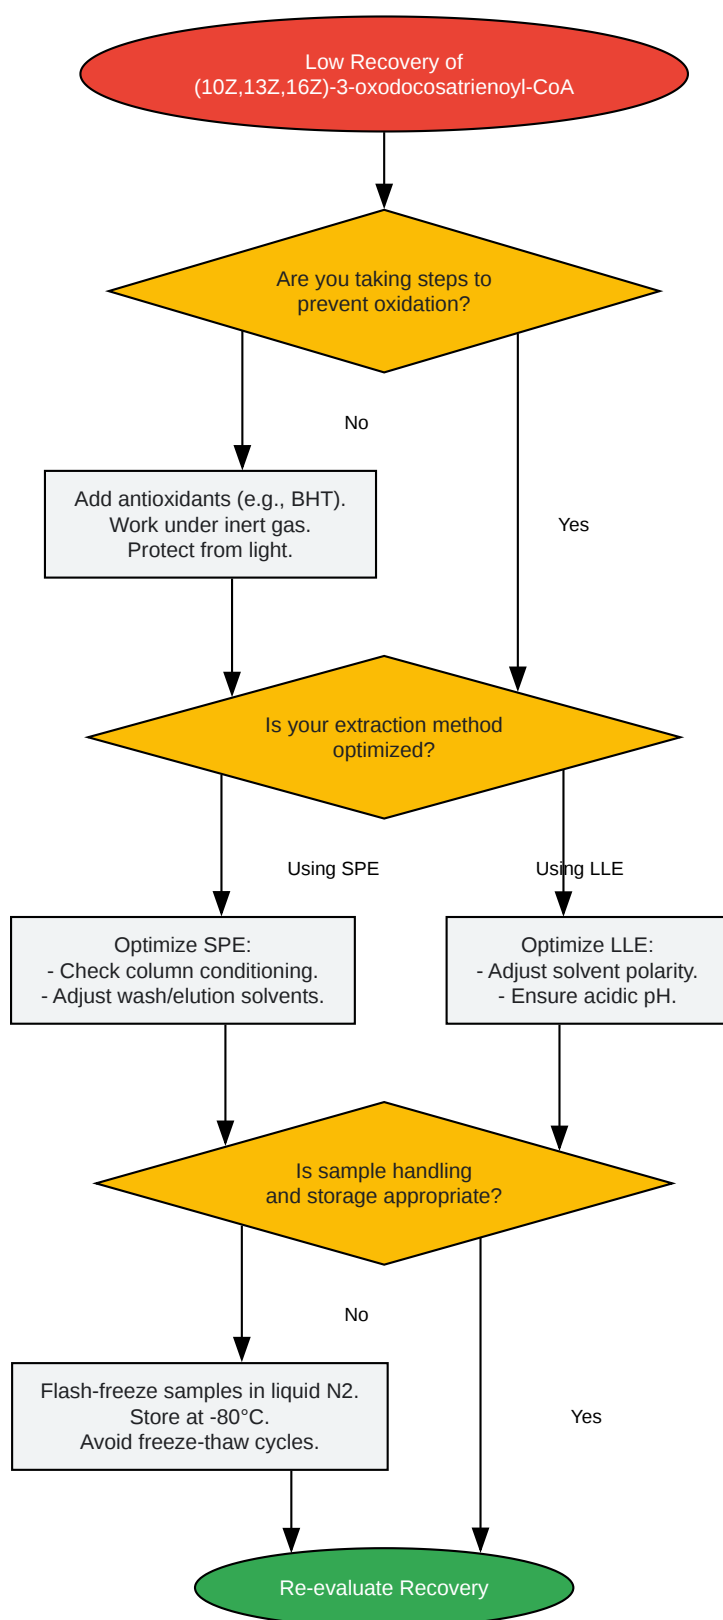 Low Recovery of
(10Z,13Z,16Z)-3-oxodocosatrienoyl-CoA
Are you taking steps to
prevent oxidation?
No
Add antioxidants (e.g., BHT).
Work under inert gas.
Protect from light.
Yes
Is your extraction method
optimized?
Using SPE
Using LLE
Optimize SPE:
- Check column conditioning.
- Adjust wash/elution solvents.
Optimize LLE:
- Adjust solvent polarity.
- Ensure acidic pH.
Is sample handling
and storage appropriate?
No
Flash-freeze samples in liquid N2.
Store at -80°C.
Avoid freeze-thaw cycles.
Yes
Re-evaluate Recovery